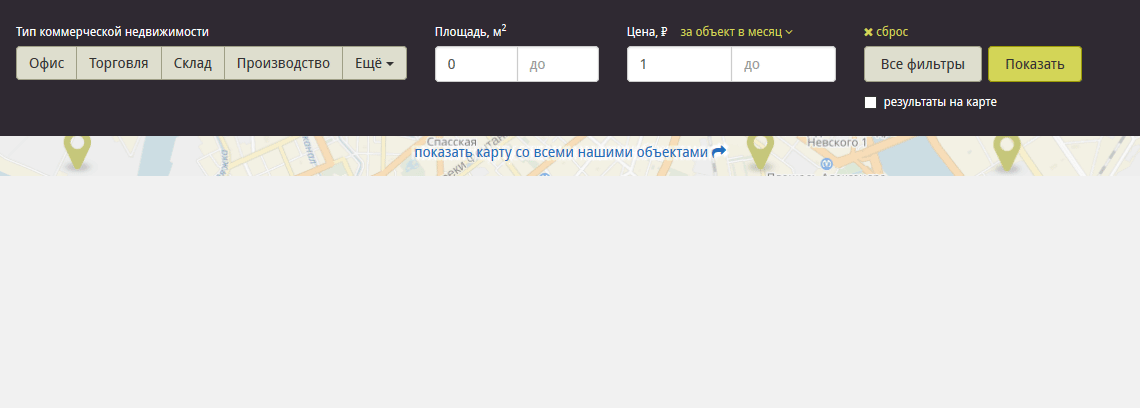 Тип коммерческой недвижимости
Офис Торговля Склад Производство Ещё
Площадь, м²
0 до
Цена, ₽ за объект в месяц
1 до
сброс
Все фильтры Показать
результаты на карте
Спасская
Невского 1
показать карту со всеми нашими объектами